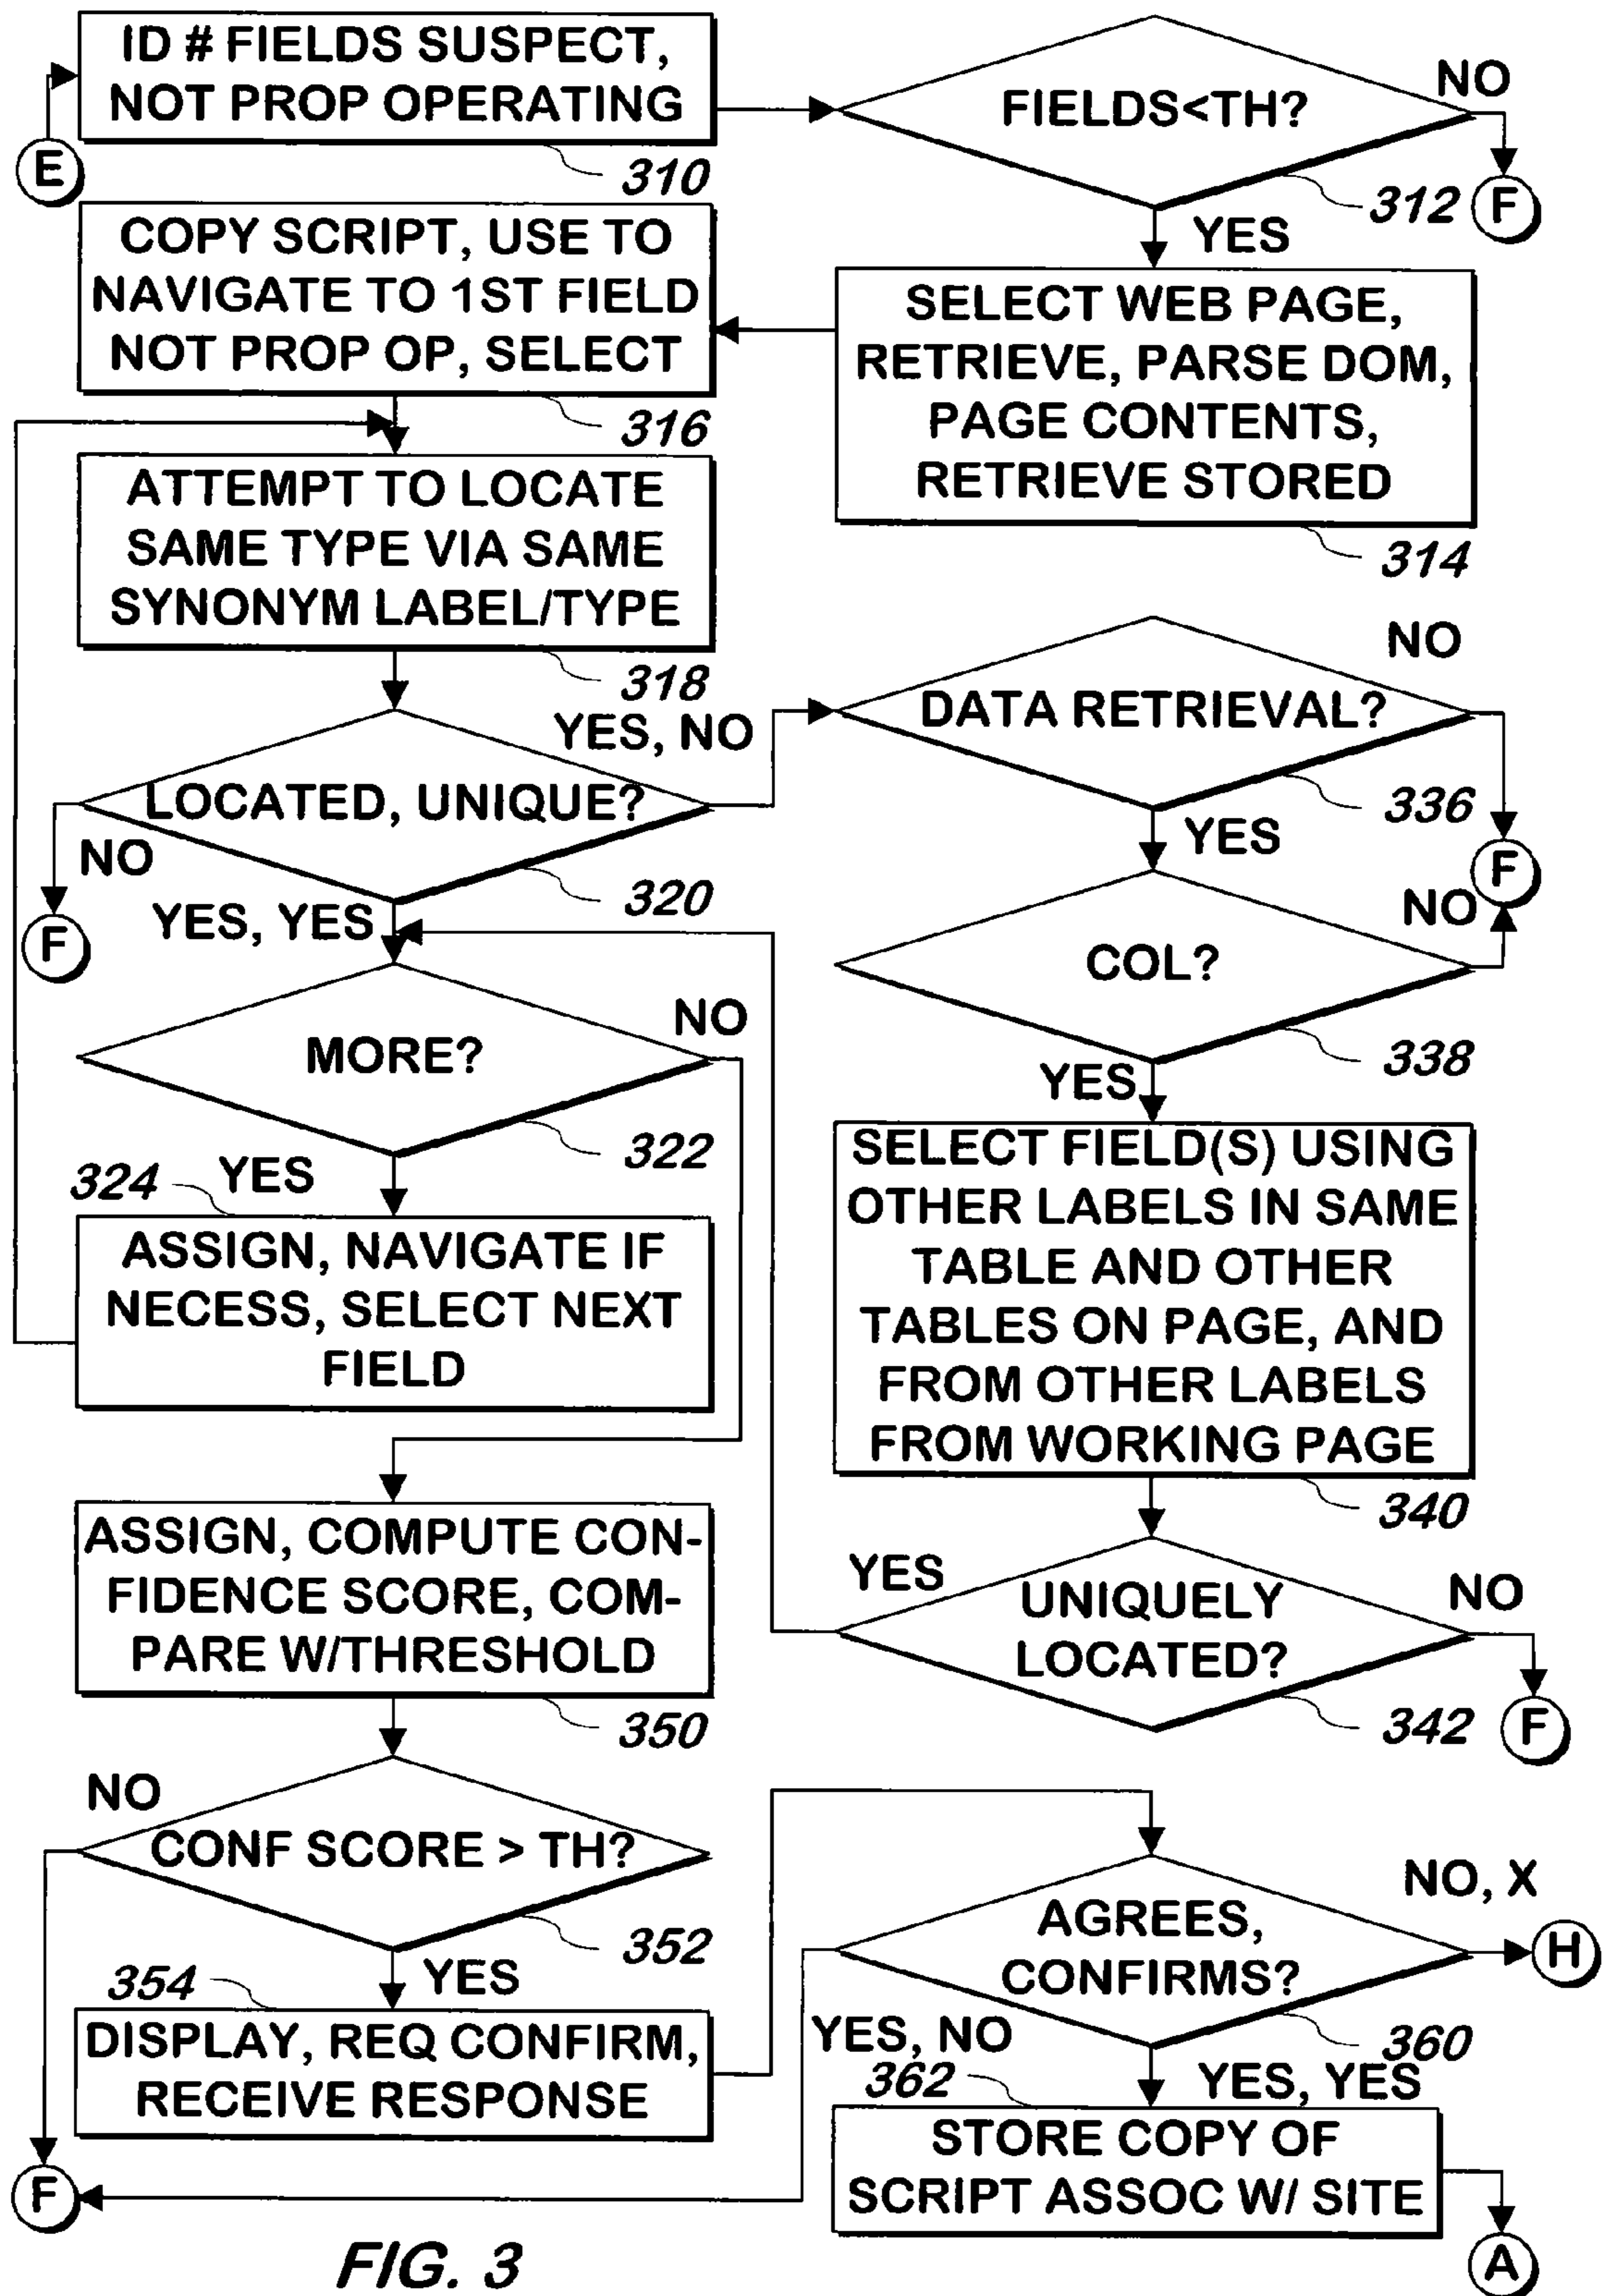 ID # FIELDS SUSPECT,
NOT PROP OPERATING
E
310
FIELDS<TH?
NO
312
F
YES
COPY SCRIPT, USE TO
NAVIGATE TO 1ST FIELD
NOT PROP OP, SELECT
316
SELECT WEB PAGE,
RETRIEVE, PARSE DOM,
PAGE CONTENTS,
RETRIEVE STORED
314
ATTEMPT TO LOCATE
SAME TYPE VIA SAME
SYNONYM LABEL/TYPE
318
LOCATED, UNIQUE?
YES, NO
NO
F
320
YES, YES
DATA RETRIEVAL?
NO
336
YES
F
COL?
NO
338
YES
MORE?
NO
322
YES
324
ASSIGN, NAVIGATE IF
NECESS, SELECT NEXT
FIELD
SELECT FIELD(S) USING
OTHER LABELS IN SAME
TABLE AND OTHER
TABLES ON PAGE, AND
FROM OTHER LABELS
FROM WORKING PAGE
340
ASSIGN, COMPUTE CON-
FIDENCE SCORE, COM-
PARE W/THRESHOLD
350
YES
UNIQUELY
LOCATED?
NO
342
F
NO
CONF SCORE > TH?
352
YES
354
DISPLAY, REQ CONFIRM,
RECEIVE RESPONSE
F
AGREES,
CONFIRMS?
NO, X
H
360
YES, NO
YES, YES
362
STORE COPY OF
SCRIPT ASSOC W/ SITE
A
FIG. 3